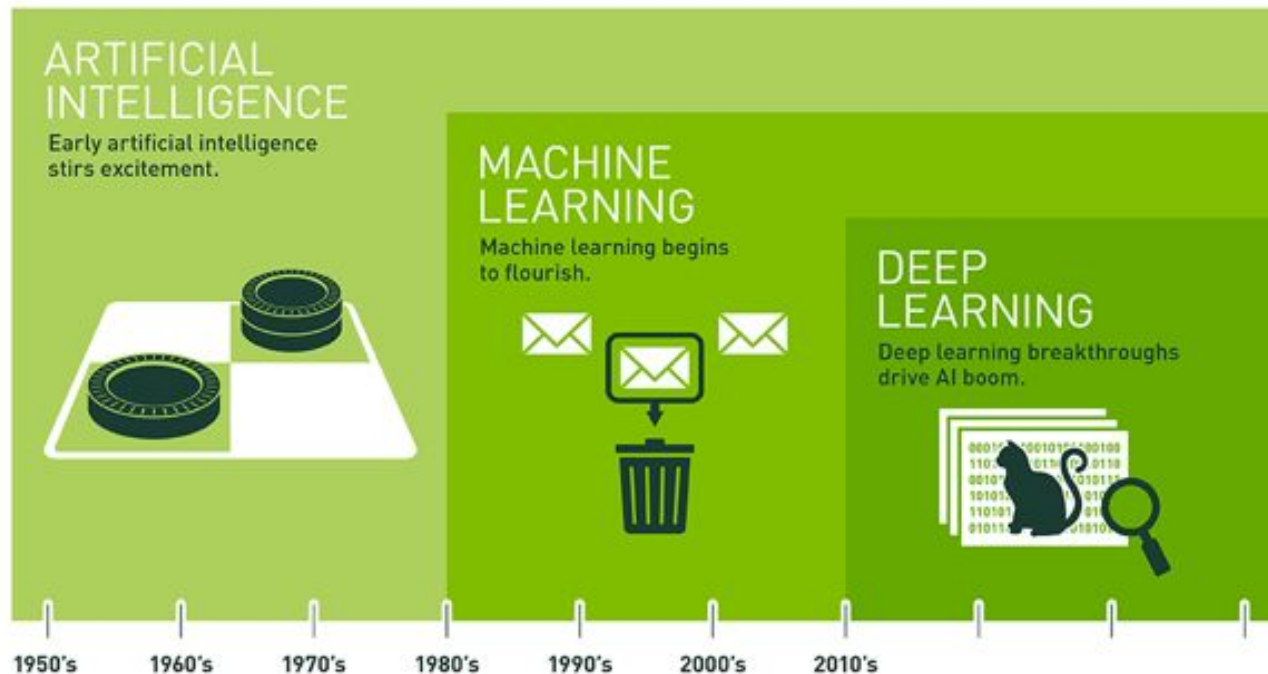 ARTIFICIAL
INTELLIGENCE
Early artificial intelligence
stirs excitement.
MACHINE
LEARNING
Machine learning begins
to flourish.
DEEP
LEARNING
Deep learning breakthroughs
drive AI boom.
1950's 1960's 1970's 1980's 1990's 2000's 2010's